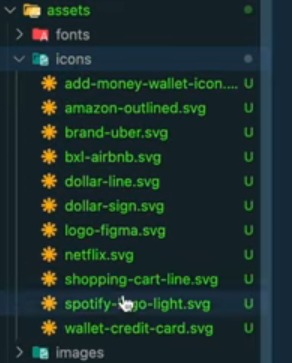 assets
fonts
icons
add-money-wallet-icon.... U
amazon-outlined.svg U
brand-uber.svg U
bxl-airbnb.svg U
dollar-line.svg U
dollar-sign.svg U
logo-figma.svg U
netflix.svg U
shopping-cart-line.svg U
go-light.svg U
wallet-credit-card.svg U
images